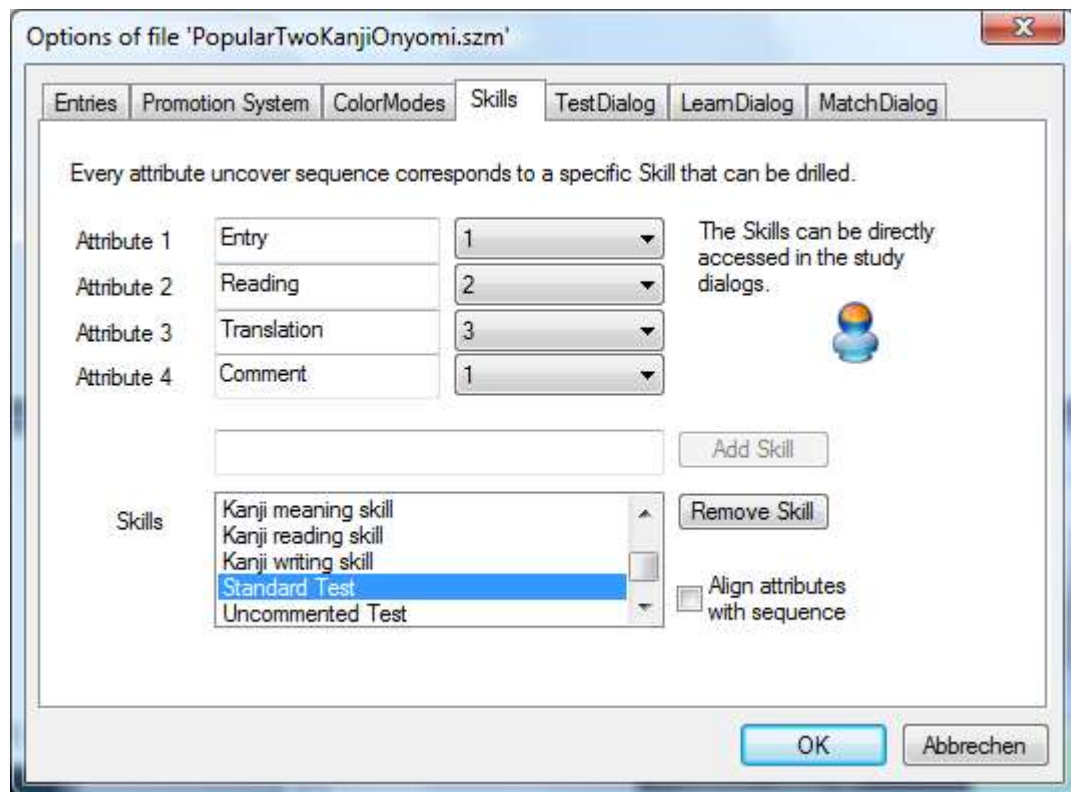 Options of file 'PopularTwoKanjiOnyomi.szm'
Entries Promotion System ColorModes Skills TestDialog LearnDialog MatchDialog
Every attribute uncover sequence corresponds to a specific Skill that can be drilled.
Attribute 1 Entry 1
Attribute 2 Reading 2
Attribute 3 Translation 3
Attribute 4 Comment 1
The Skills can be directly
accessed in the study
dialogs.
Add Skill
Skills
Kanji meaning skill
Kanji reading skill
Kanji writing skill
Standard Test
Uncommented Test
Remove Skill
Align attributes
with sequence
OK Abbrechen